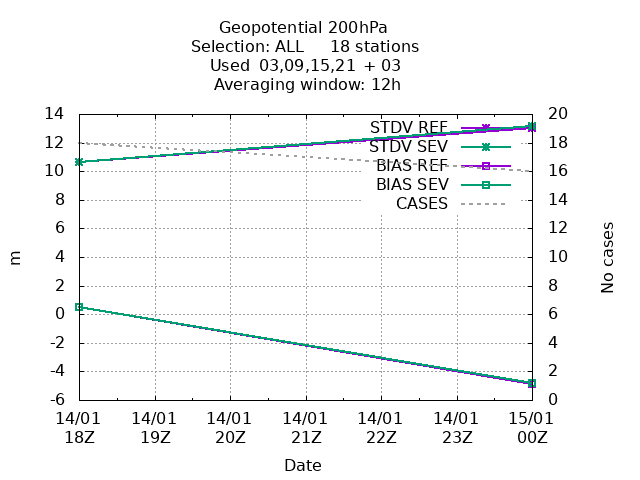 Geopotential 200hPa
Selection: ALL 18 stations
Used 03,09,15,21 + 03
Averaging window: 12h
14 20
STDV REF
12 18
STDV SEV
BIAS REF
10 16
BIAS SEV
8 14
CASES
6 12
4 10
m
No cases
2 8
0 6
-2 4
-4 2
-6 0
14/01 14/01 14/01 14/01 14/01 14/01 15/01
18Z 19Z 20Z 21Z 22Z 23Z 00Z
Date